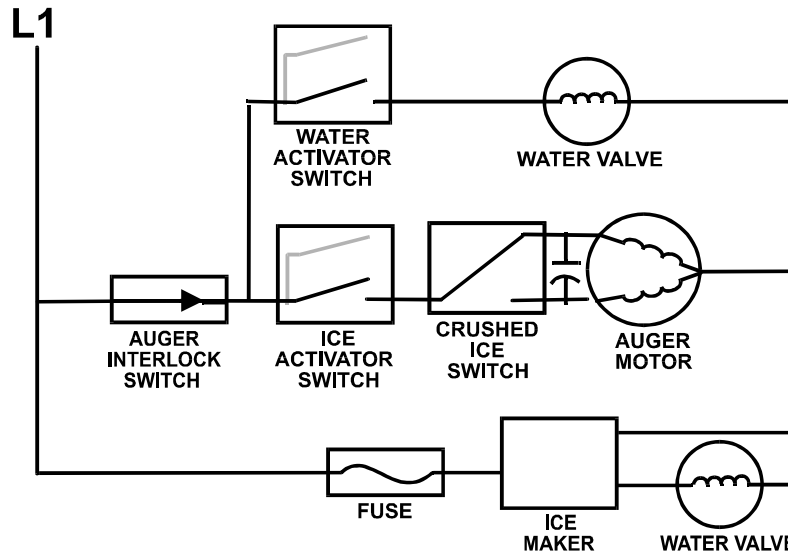 L1
WATER
ACTIVATOR
SWITCH
WATER VALVE
AUGER
INTERLOCK
SWITCH
ICE
ACTIVATOR
SWITCH
CRUSHED
ICE
SWITCH
AUGER
MOTOR
FUSE
ICE
MAKER
WATER VALVE